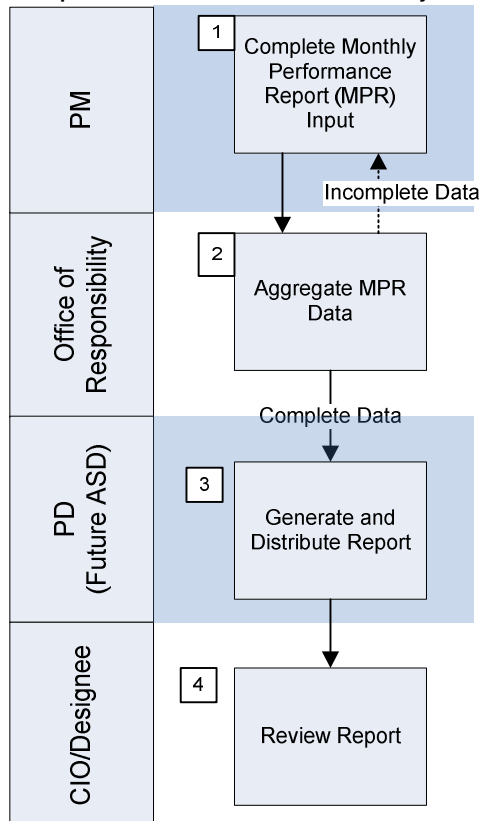 PM
1
Complete Monthly
Performance
Report (MPR)
Input
Incomplete Data
Office of
Responsibility
2
Aggregate MPR
Data
Complete Data
PD
(Future ASD)
3
Generate and
Distribute Report
CIO/Designee
4
Review Report